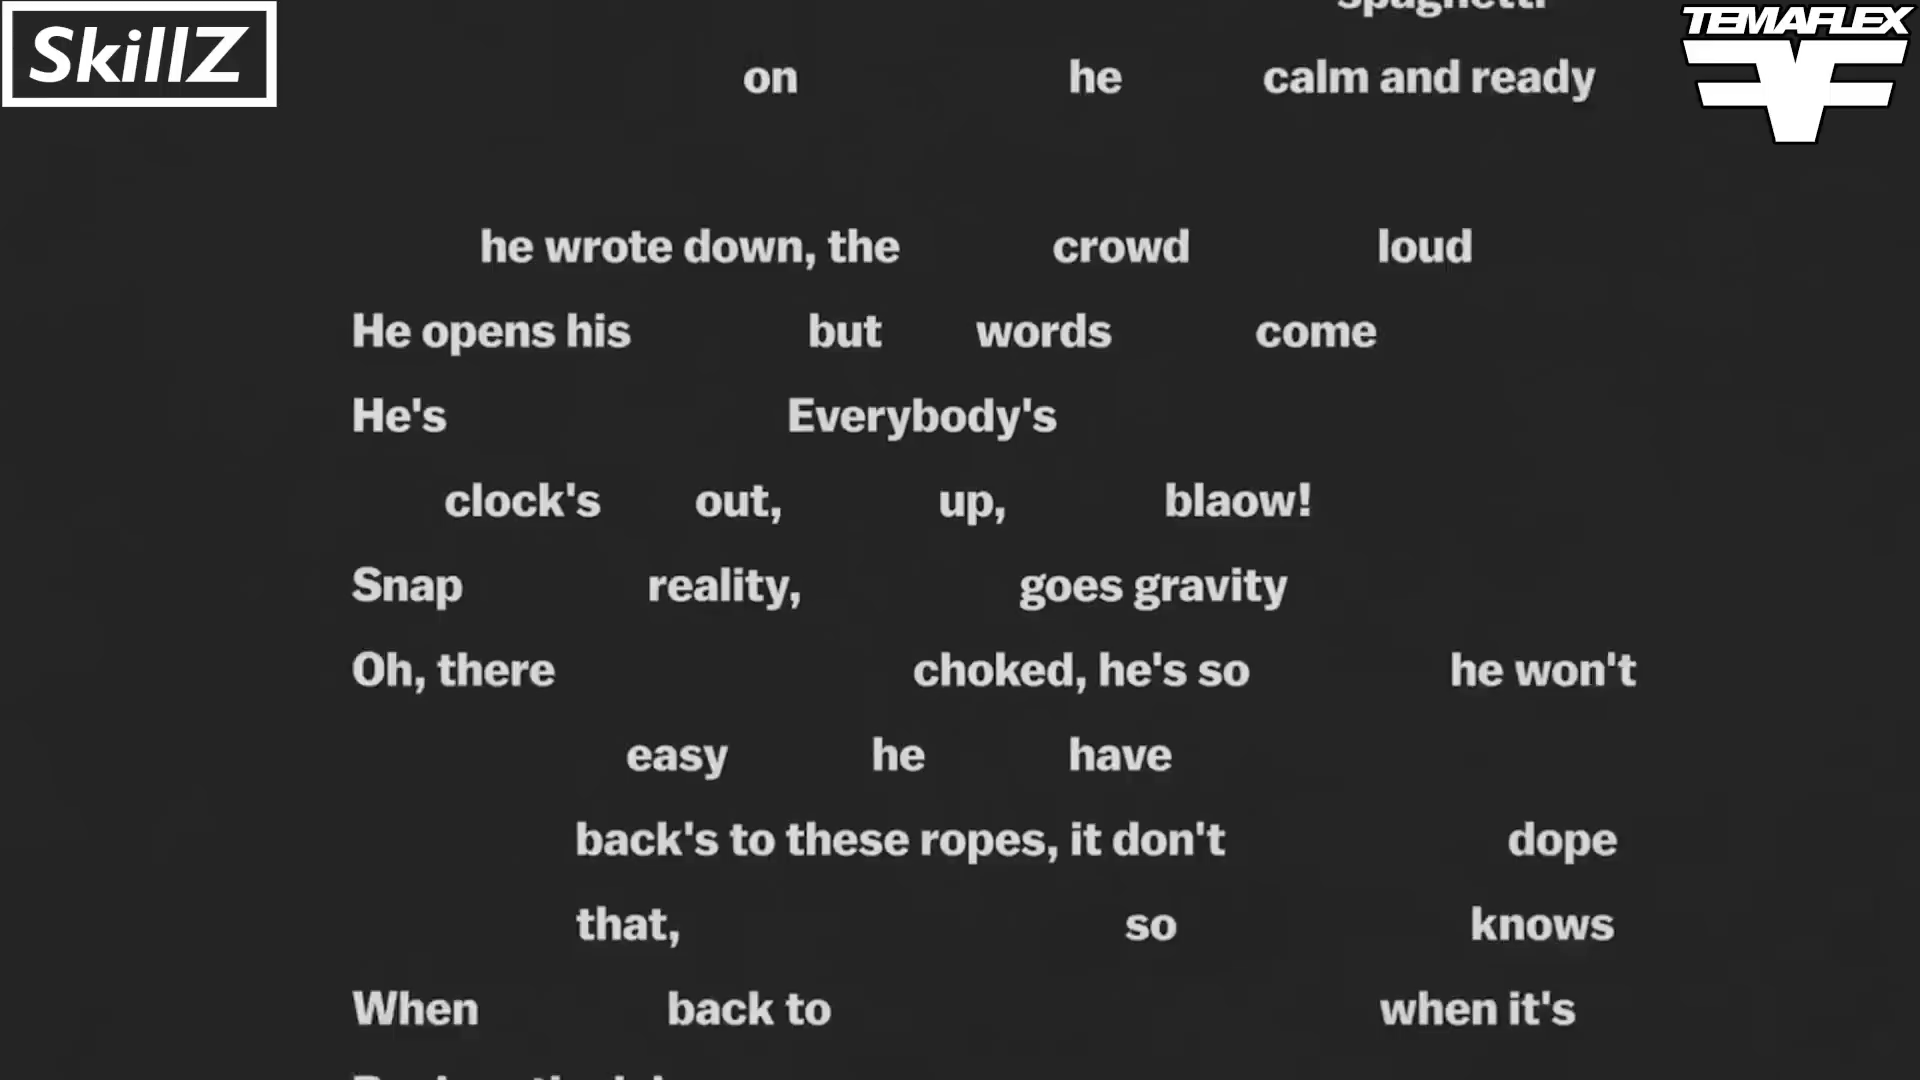 SkillZ
TEMAFLEX
spaghetti
on he calm and ready
he wrote down, the crowd loud
He opens his but words come
He's Everybody's
clock's out, up, blaow!
Snap reality, goes gravity
Oh, there choked, he's so he won't
easy he have
back's to these ropes, it don't dope
that, so knows
When back to when it's